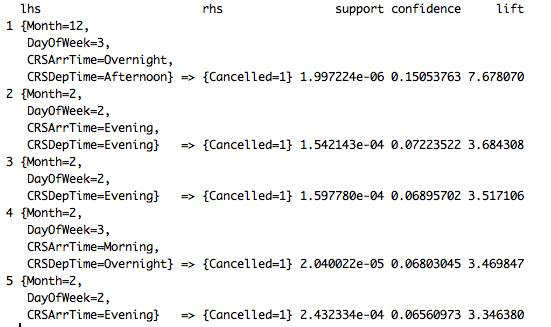 lhs rhs support confidence lift
1 {Month=12,
DayOfWeek=3,
CRSArrTime=Overnight,
CRSDepTime=Afternoon} => {Cancelled=1} 1.997224e-06 0.15053763 7.678070
2 {Month=2,
DayOfWeek=2,
CRSArrTime=Evening,
CRSDepTime=Evening} => {Cancelled=1} 1.542143e-04 0.07223522 3.684308
3 {Month=2,
DayOfWeek=2,
CRSDepTime=Evening} => {Cancelled=1} 1.597780e-04 0.06895702 3.517106
4 {Month=2,
DayOfWeek=3,
CRSArrTime=Morning,
CRSDepTime=Overnight} => {Cancelled=1} 2.040022e-05 0.06803045 3.469847
5 {Month=2,
DayOfWeek=2,
CRSArrTime=Evening} => {Cancelled=1} 2.432334e-04 0.06560973 3.346380